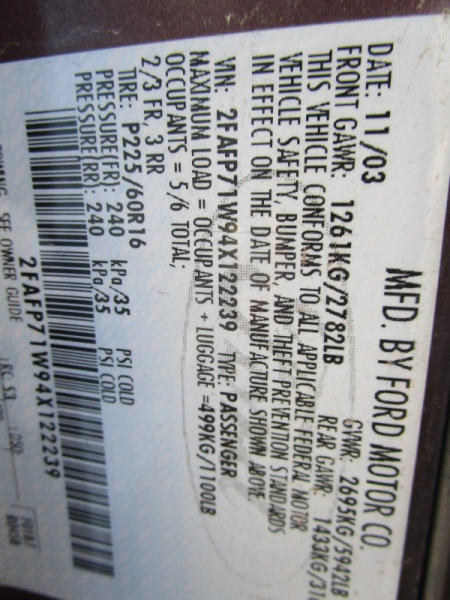 MFD. BY FORD MOTOR CO.
DATE: 11/03 GVWR: 2695KG/5942LB
FRONT GAWR: 1261KG/2782LB REAR GAWR: 1433KG/
THIS VEHICLE CONFORMS TO ALL APPLICABLE FEDERAL MOTOR
VEHICLE SAFETY, BUMPER, AND THEFT PREVENTION STANDARDS
IN EFFECT ON THE DATE OF MANUFACTURE SHOWN ABOVE
VIN: 2FAFP71W94X122239 TYPE: PASSENGER
MAXIMUM LOAD = OCCUPANTS + LUGGAGE =499KG/1100LB
OCCUPANTS = 5/6 TOTAL;
2/3 FR, 3 RR
TIRE: P225/60R16
PRESSURE(FR): 240 kPa/35 PSI COLD
PRESSURE(RR): 240 kPa/35 PSI COLD
2FAFP71W94X122239
SEE OWNER GUIDE